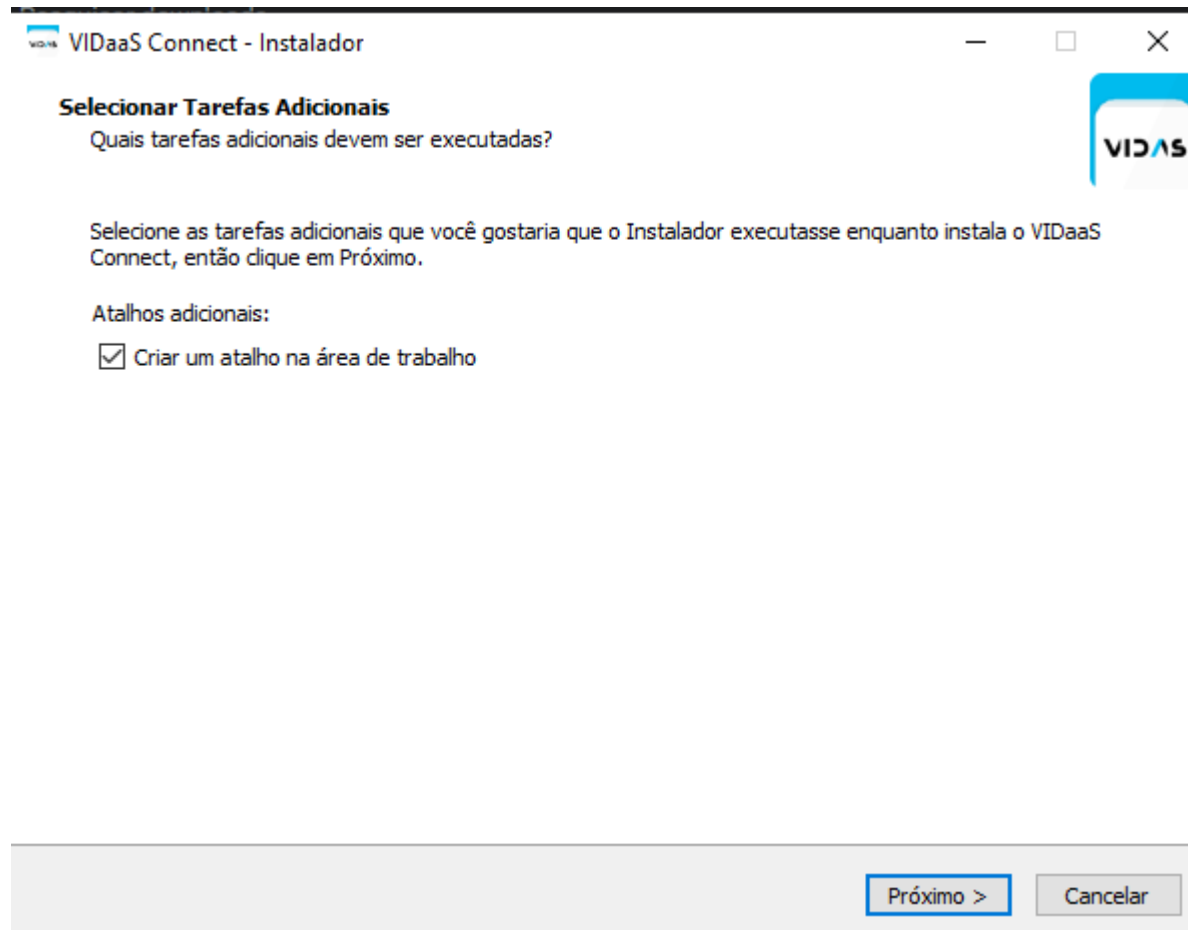 VIDaaS Connect - Instalador
Selecionar Tarefas Adicionais
Quais tarefas adicionais devem ser executadas?
VIDAS
Selecione as tarefas adicionais que você gostaria que o Instalador executasse enquanto instala o VIDaaS
Connect, então clique em Próximo.
Atalhos adicionais:
Criar um atalho na área de trabalho
Próximo >
Cancelar